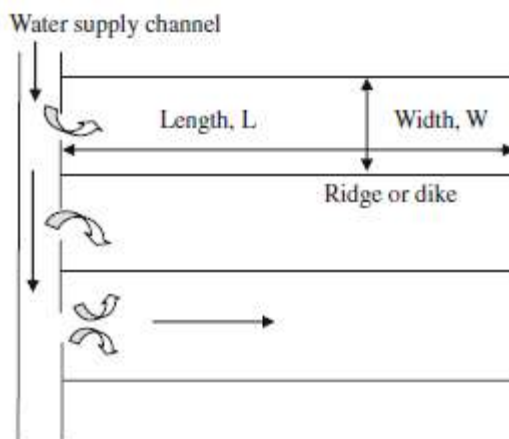 Water supply channel
Length, L
Width, W
Ridge or dike